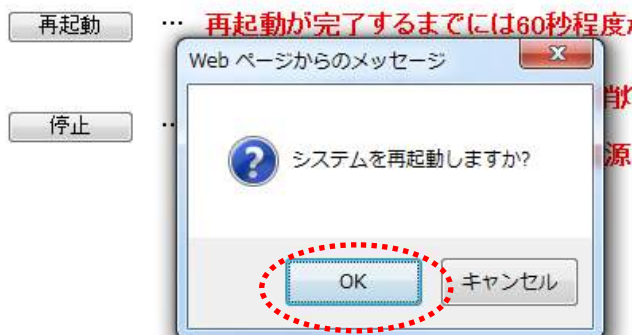 再起動 … 再起動が完了するまでには60秒程度
Web ページからのメッセージ
消
停止 …
システムを再起動しますか?
源
OK キャンセル